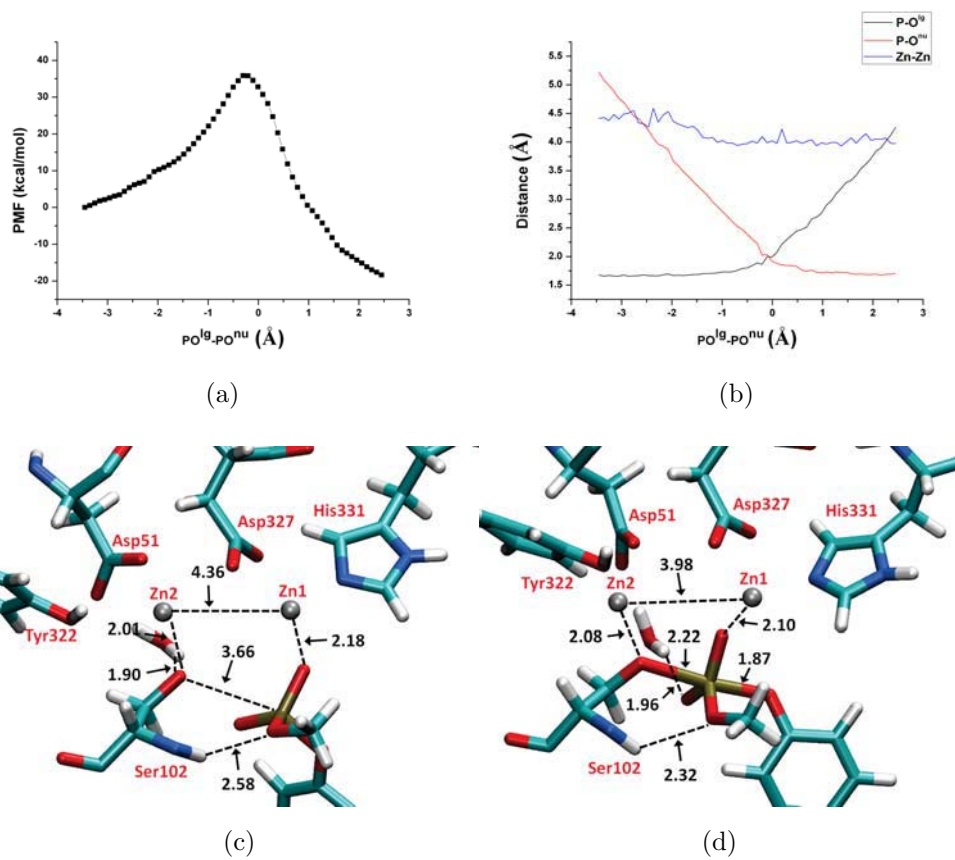 P-O^lg
P-O^nu
Zn-Zn
40
30
20
10
0
-10
-20
PMF (kcal/mol)
-4 -3 -2 -1 0 1 2 3
PO^lg-PO^nu (Å)
(a)
5.5
5.0
4.5
4.0
3.5
3.0
2.5
2.0
1.5
Distance (Å)
-4 -3 -2 -1 0 1 2 3
PO^lg-PO^nu (Å)
(b)
Asp51
Asp327
His331
Zn2
4.36
Zn1
Tyr322
2.01
2.18
3.66
1.90
Ser102
2.58
(c)
Asp51
Asp327
His331
Tyr322
Zn2
3.98
Zn1
2.08
2.22
2.10
1.87
1.96
Ser102
2.32
(d)